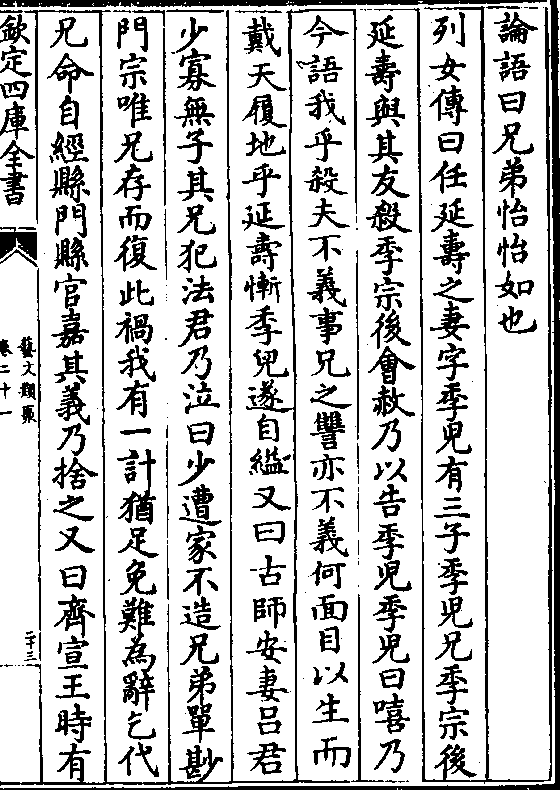 論語曰兄弟怡怡如也
列女傳曰任延壽之妻字季兒有三子季兒兄季宗後
延壽與其友殺季宗後會赦乃以告季兒季兒曰嘻乃
今語我乎殺夫不義事兄之讐亦不義何面目以生而
戴天履地乎延壽慚季兒遂自縊又曰古師安妻吕君
少寡無子其兄犯法君乃泣曰少遭家不造兄弟單尠
門宗唯兄存而復此禍我有一計猶足免難為辭乞代
兄命自經縣門縣官嘉其義乃捨之又曰齊宣王時有
欽定四庫全書
藝文類聚
卷二十一
二十三